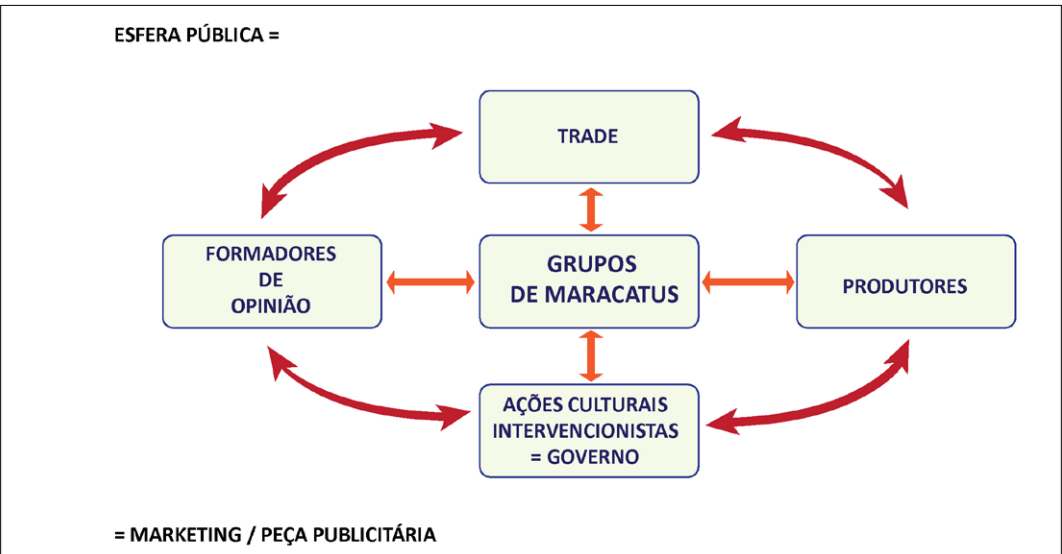 ESFERA PÚBLICA =
TRADE
FORMADORES
DE
OPINIÃO
GRUPOS
DE MARACATUS
PRODUTORES
AÇÕES CULTURAIS
INTERVENCIONISTAS
= GOVERNO
= MARKETING / PEÇA PUBLICITÁRIA